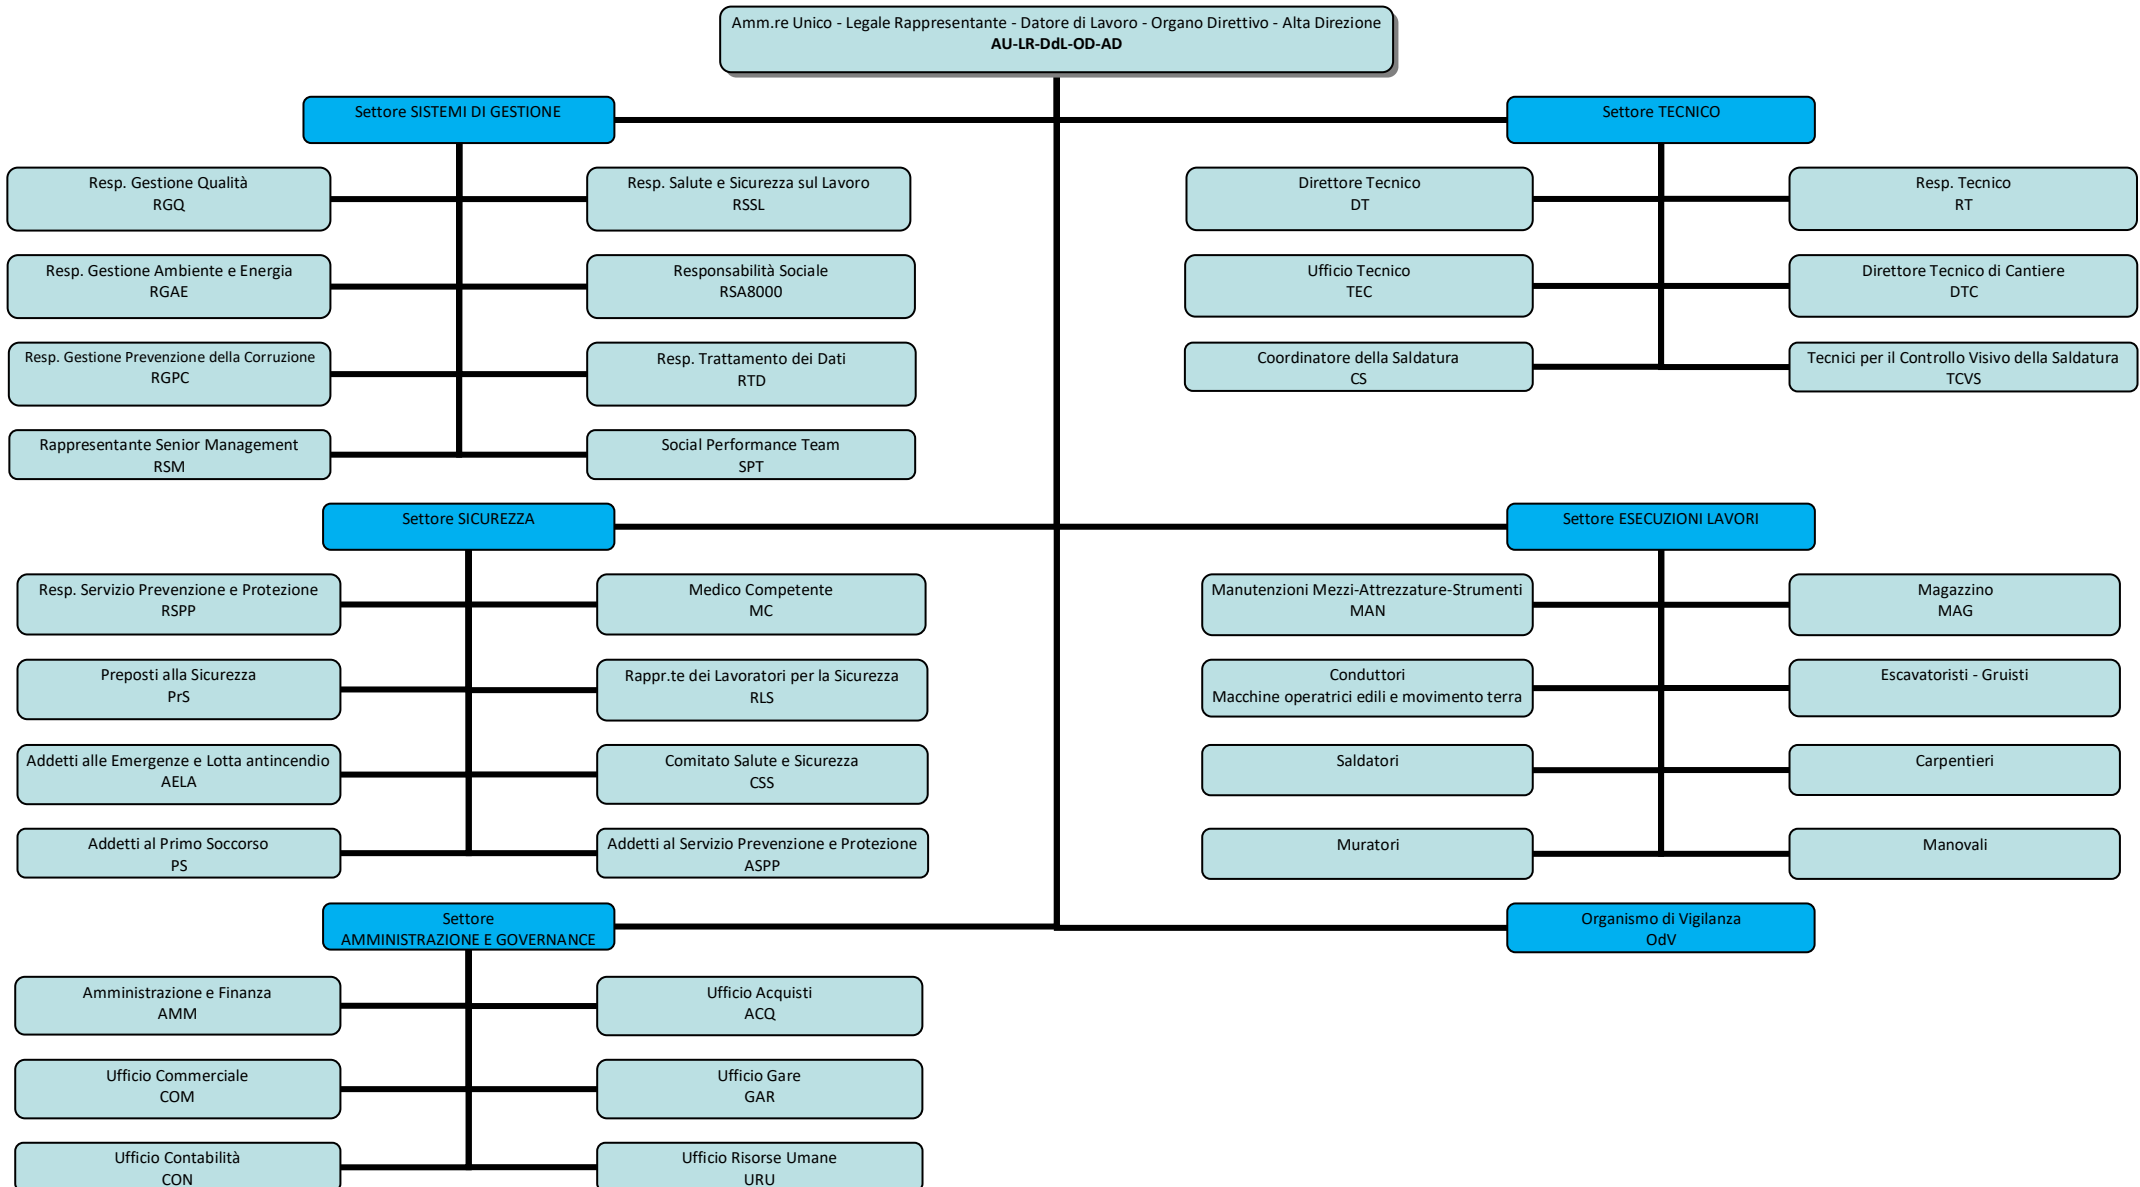 Amm.re Unico - Legale Rappresentante - Datore di Lavoro - Organo Direttivo - Alta Direzione
AU-LR-DdL-OD-AD
Settore SISTEMI DI GESTIONE
Settore TECNICO
Resp. Gestione Qualità
RGQ
Resp. Salute e Sicurezza sul Lavoro
RSSL
Direttore Tecnico
DT
Resp. Tecnico
RT
Resp. Gestione Ambiente e Energia
RGAE
Responsabilità Sociale
RSA8000
Ufficio Tecnico
TEC
Direttore Tecnico di Cantiere
DTC
Resp. Gestione Prevenzione della Corruzione
RGPC
Resp. Trattamento dei Dati
RTD
Coordinatore della Saldatura
CS
Tecnici per il Controllo Visivo della Saldatura
TCVS
Rappresentante Senior Management
RSM
Social Performance Team
SPT
Settore SICUREZZA
Settore ESECUZIONI LAVORI
Resp. Servizio Prevenzione e Protezione
RSPP
Medico Competente
MC
Manutenzioni Mezzi-Attrezzature-Strumenti
MAN
Magazzino
MAG
Preposti alla Sicurezza
PrS
Rappr.te dei Lavoratori per la Sicurezza
RLS
Conduttori
Macchine operatrici edili e movimento terra
Escavatoristi - Gruisti
Addetti alle Emergenze e Lotta antincendio
AELA
Comitato Salute e Sicurezza
CSS
Saldatori
Carpentieri
Addetti al Primo Soccorso
PS
Addetti al Servizio Prevenzione e Protezione
ASPP
Muratori
Manovali
Settore
AMMINISTRAZIONE E GOVERNANCE
Organismo di Vigilanza
OdV
Amministrazione e Finanza
AMM
Ufficio Acquisti
ACQ
Ufficio Commerciale
COM
Ufficio Gare
GAR
Ufficio Contabilità
CON
Ufficio Risorse Umane
URU